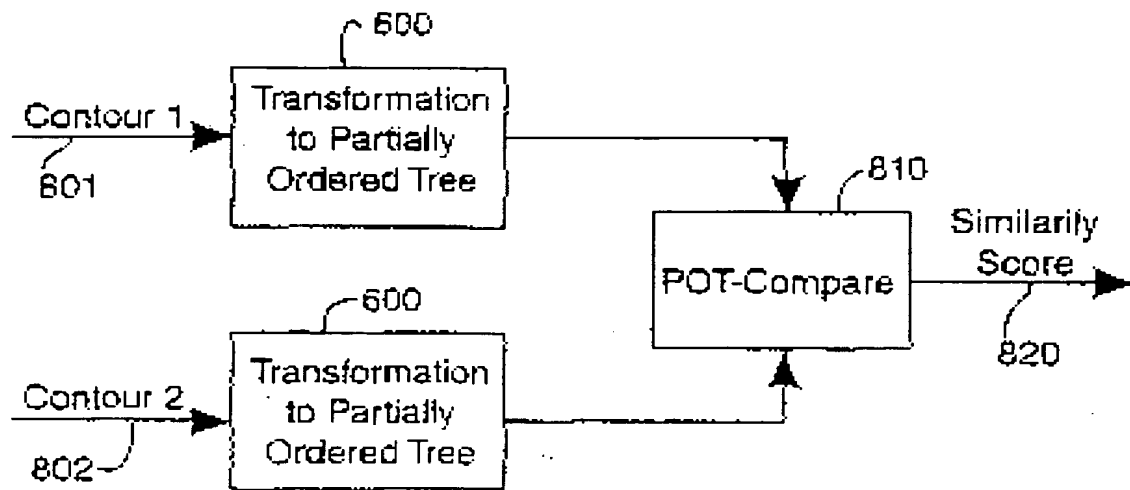 600
Contour 1
Transformation
to Partially
Ordered Tree
801
810
Similarily
Score
POT-Compare
820
600
Contour 2
Transformation
to Partially
Ordered Tree
802